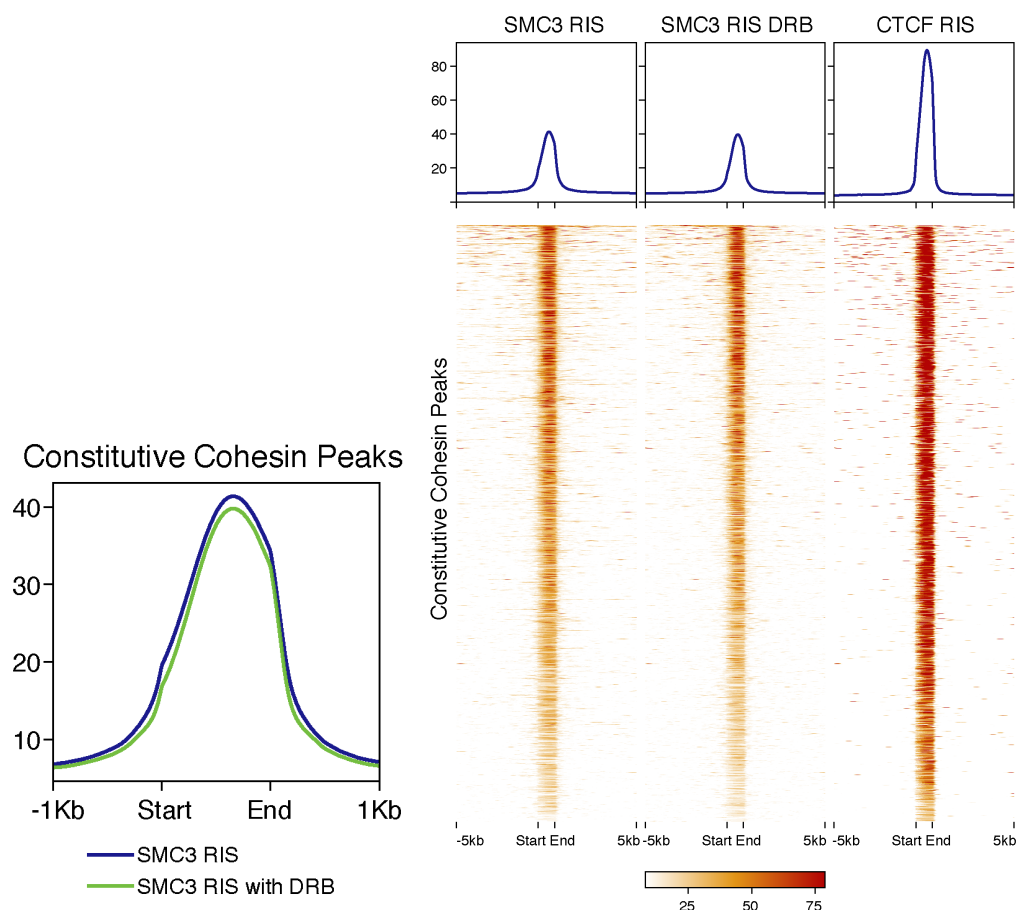 SMC3 RIS
SMC3 RIS DRB
CTCF RIS
80
60
40
20
Constitutive Cohesin Peaks
-5kb Start End 5kb
-5kb Start End 5kb
-5kb Start End 5kb
25 50 75
Constitutive Cohesin Peaks
40
30
20
10
-1Kb Start End 1Kb
SMC3 RIS
SMC3 RIS with DRB